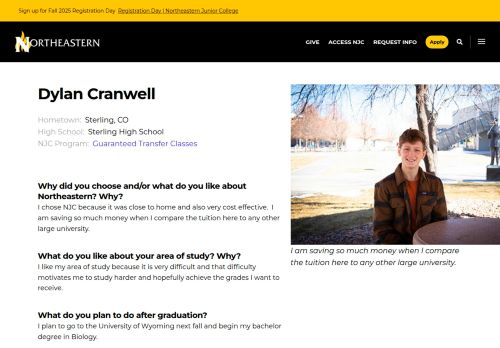 Sign up for Fall 2025 Registration Day Registration Day | Northeastern Junior College
NORTHEASTERN
GIVE ACCESS NJC REQUEST INFO Apply
Dylan Cranwell
Hometown: Sterling, CO
High School: Sterling High School
NJC Program: Guaranteed Transfer Classes
Why did you choose and/or what do you like about
Northeastern? Why?
I chose NJC because it was close to home and also very cost effective. I
am saving so much money when I compare the tuition here to any other
large university.
I am saving so much money when I compare
the tuition here to any other large university.
What do you like about your area of study? Why?
I like my area of study because it is very difficult and that difficulty
motivates me to study harder and hopefully achieve the grades I want to
receive.
What do you plan to do after graduation?
I plan to go to the University of Wyoming next fall and begin my bachelor
degree in Biology.